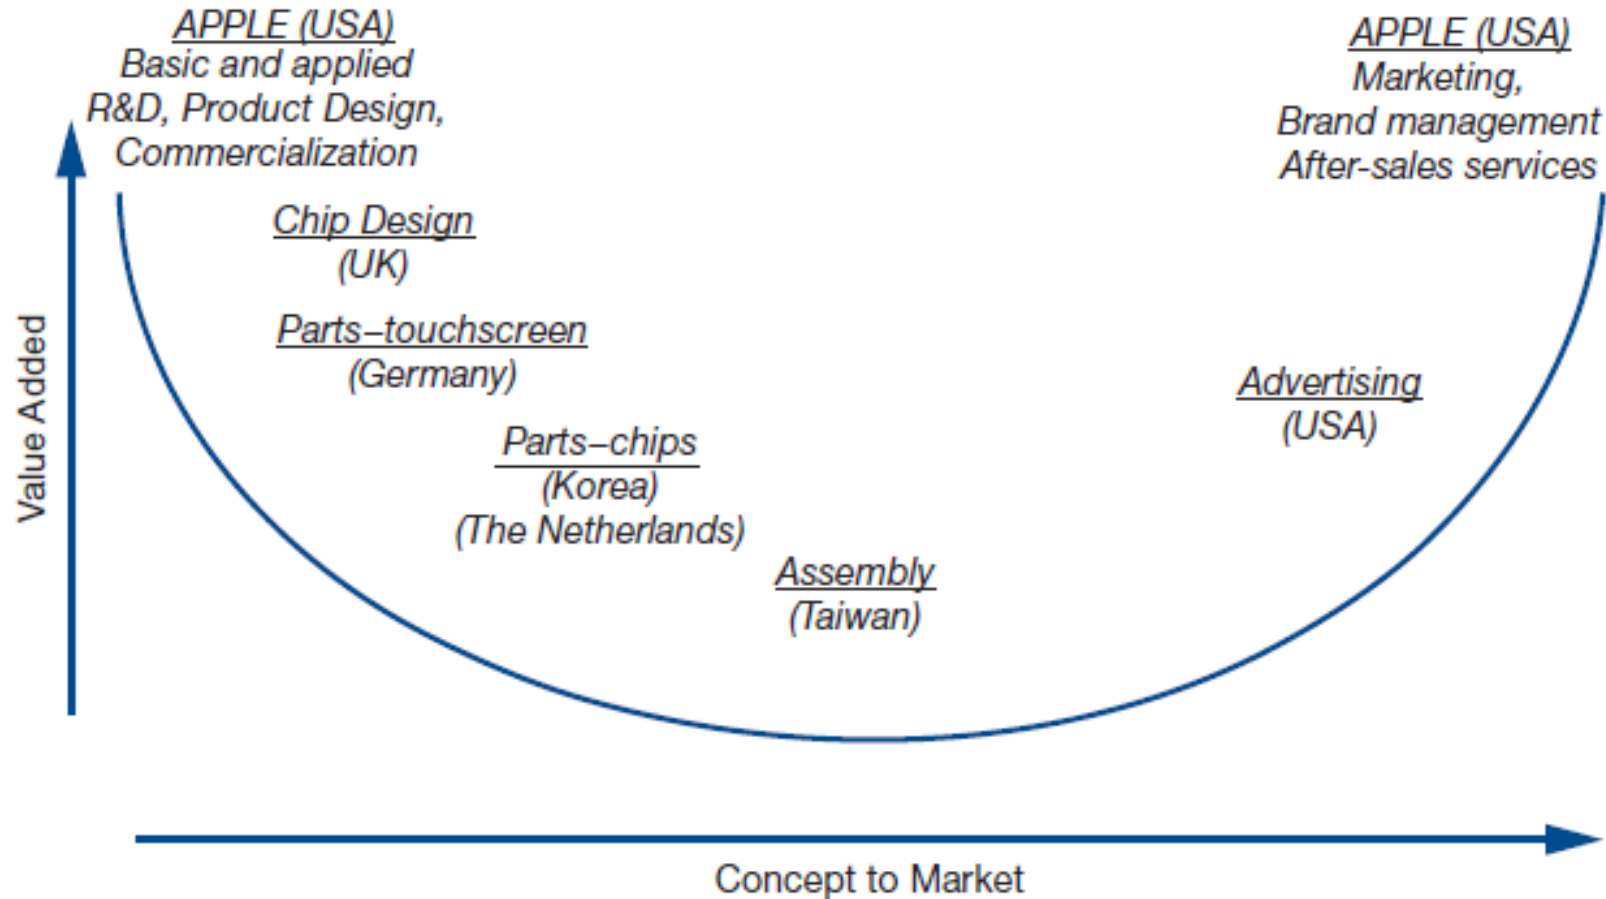 APPLE (USA)
Basic and applied
R&D, Product Design,
Commercialization
APPLE (USA)
Marketing,
Brand management
After-sales services
Chip Design
(UK)
Parts–touchscreen
(Germany)
Parts–chips
(Korea)
(The Netherlands)
Assembly
(Taiwan)
Advertising
(USA)
Value Added
Concept to Market